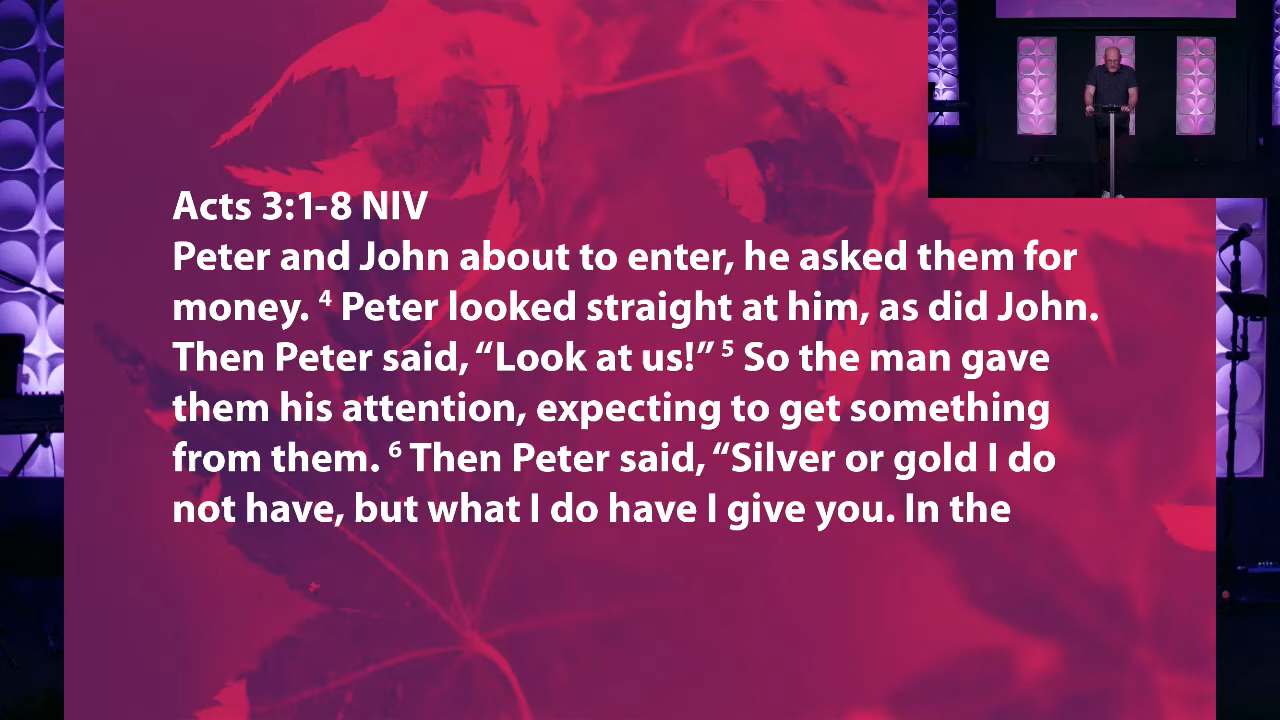 Acts 3:1-8 NIV
Peter and John about to enter, he asked them for
money. ⁴ Peter looked straight at him, as did John.
Then Peter said, “Look at us!” ⁵ So the man gave
them his attention, expecting to get something
from them. ⁶ Then Peter said, “Silver or gold I do
not have, but what I do have I give you. In the